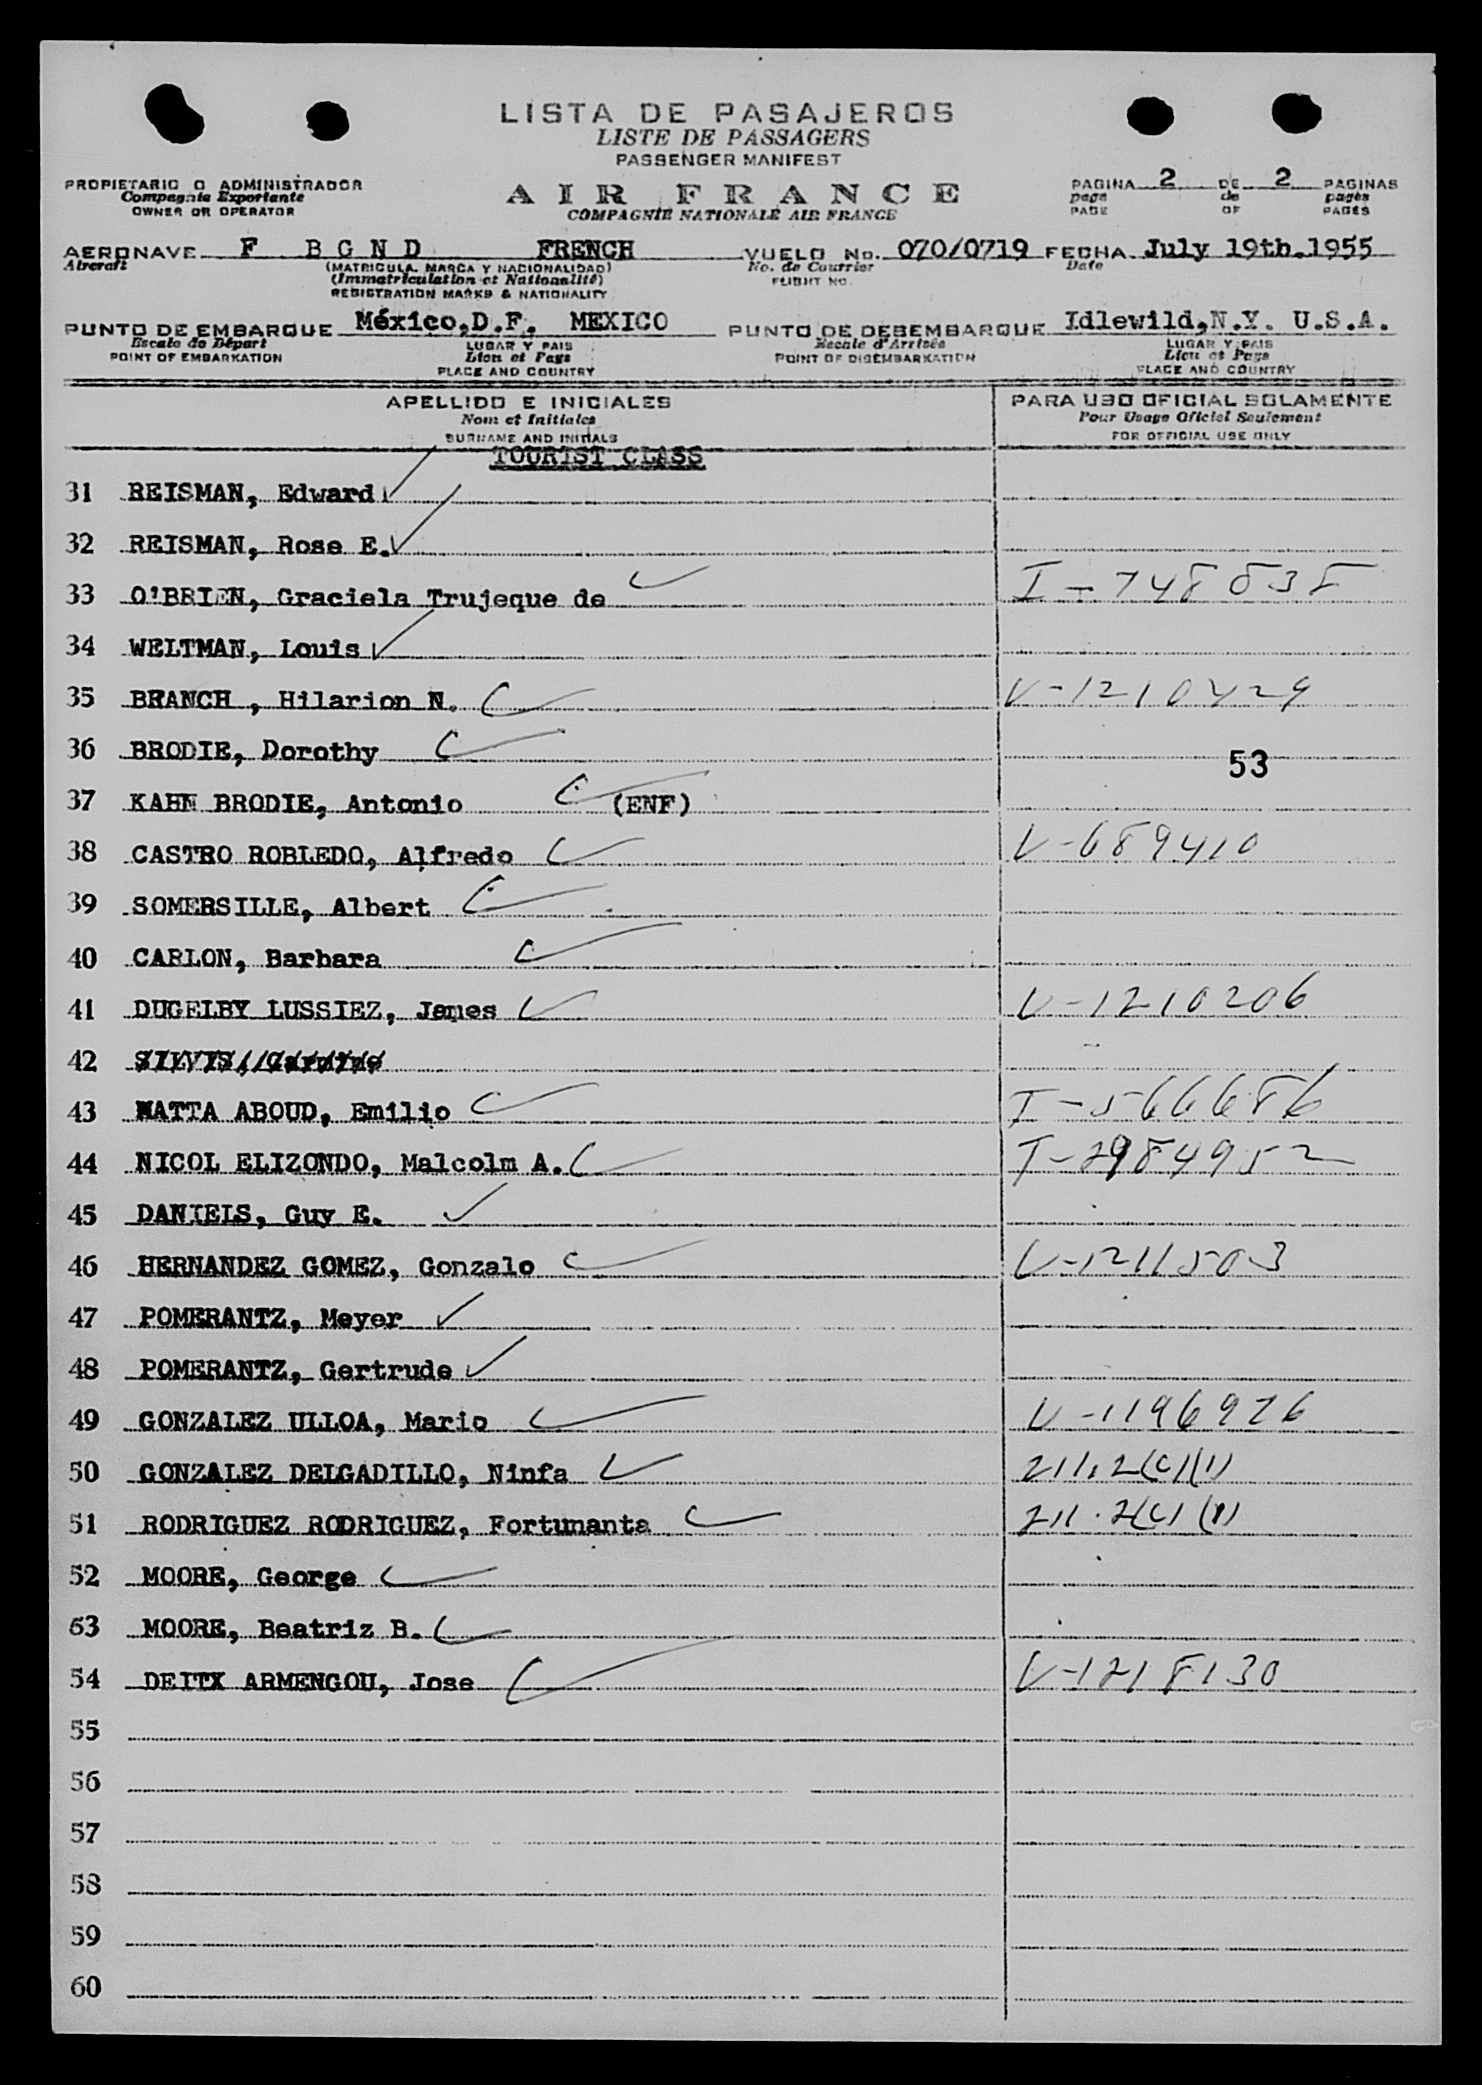 LISTA DE PASAJEROS
LISTE DE PASSAGERS
PASSENGER MANIFEST
PROPIETARIO O ADMINISTRADOR
Compagnie Exportante
OWNER OR OPERATOR
AIR FRANCE
COMPAGNIE NATIONALE AIR FRANCE
PAGINA 2 DE 2 PAGINAS
page de pages
PAGE OF PAGES
AERONAVE F BGND FRENCH VUELO No. 070/0719 FECHA July 19th.1955
Aircraft (MATRICULA, MARCA Y NACIONALIDAD) No. de Courrier Date
(Immatriculation et Nationalité) FLIGHT No.
REGISTRATION MARKS & NATIONALITY
PUNTO DE EMBARQUE México,D.F. MEXICO PUNTO DE DESEMBARQUE Idlewild,N.Y. U.S.A.
Escale de Départ LUGAR Y PAIS Escale d'Arrivée LUGAR Y PAIS
POINT OF EMBARKATION Lieu et Pays POINT OF DISEMBARKATION Lieu et Pays
PLACE AND COUNTRY PLACE AND COUNTRY
APELLIDO E INICIALES PARA USO OFICIAL SOLAMENTE
Nom et Initiales Pour Usage Officiel Seulement
SURNAME AND INITIALS FOR OFFICIAL USE ONLY
TOURIST CLASS
31 REISMAN, Edward
32 REISMAN, Rose E.
33 O'BRIEN, Graciela Trujeque de I-748838
34 WELTMAN, Louis
35 BRANCH , Hilarion N. V-1210429
36 BRODIE, Dorothy
53
37 KAHN BRODIE, Antonio (ENF)
38 CASTRO ROBLEDO, Alfredo V-689410
39 SOMERSILLE, Albert
40 CARLON, Barbara
41 DUGELBY LUSSIEZ, James V-1210206
42 SILVIS, Carmine
43 MATTA ABOUD, Emilio I-566686
44 NICOL ELIZONDO, Malcolm A. I-2984952
45 DANIELS, Guy E.
46 HERNANDEZ GOMEZ, Gonzalo V-1211503
47 POMERANTZ, Meyer
48 POMERANTZ, Gertrude
49 GONZALEZ ULLOA, Mario V-1196926
50 GONZALEZ DELGADILLO, Ninfa 211.2(C)(1)
51 RODRIGUEZ RODRIGUEZ, Fortunanta 211.2(C)(1)
52 MOORE, George
53 MOORE, Beatriz B.
54 DEITX ARMENGOU, Jose V-1218130
55
56
57
58
59
60